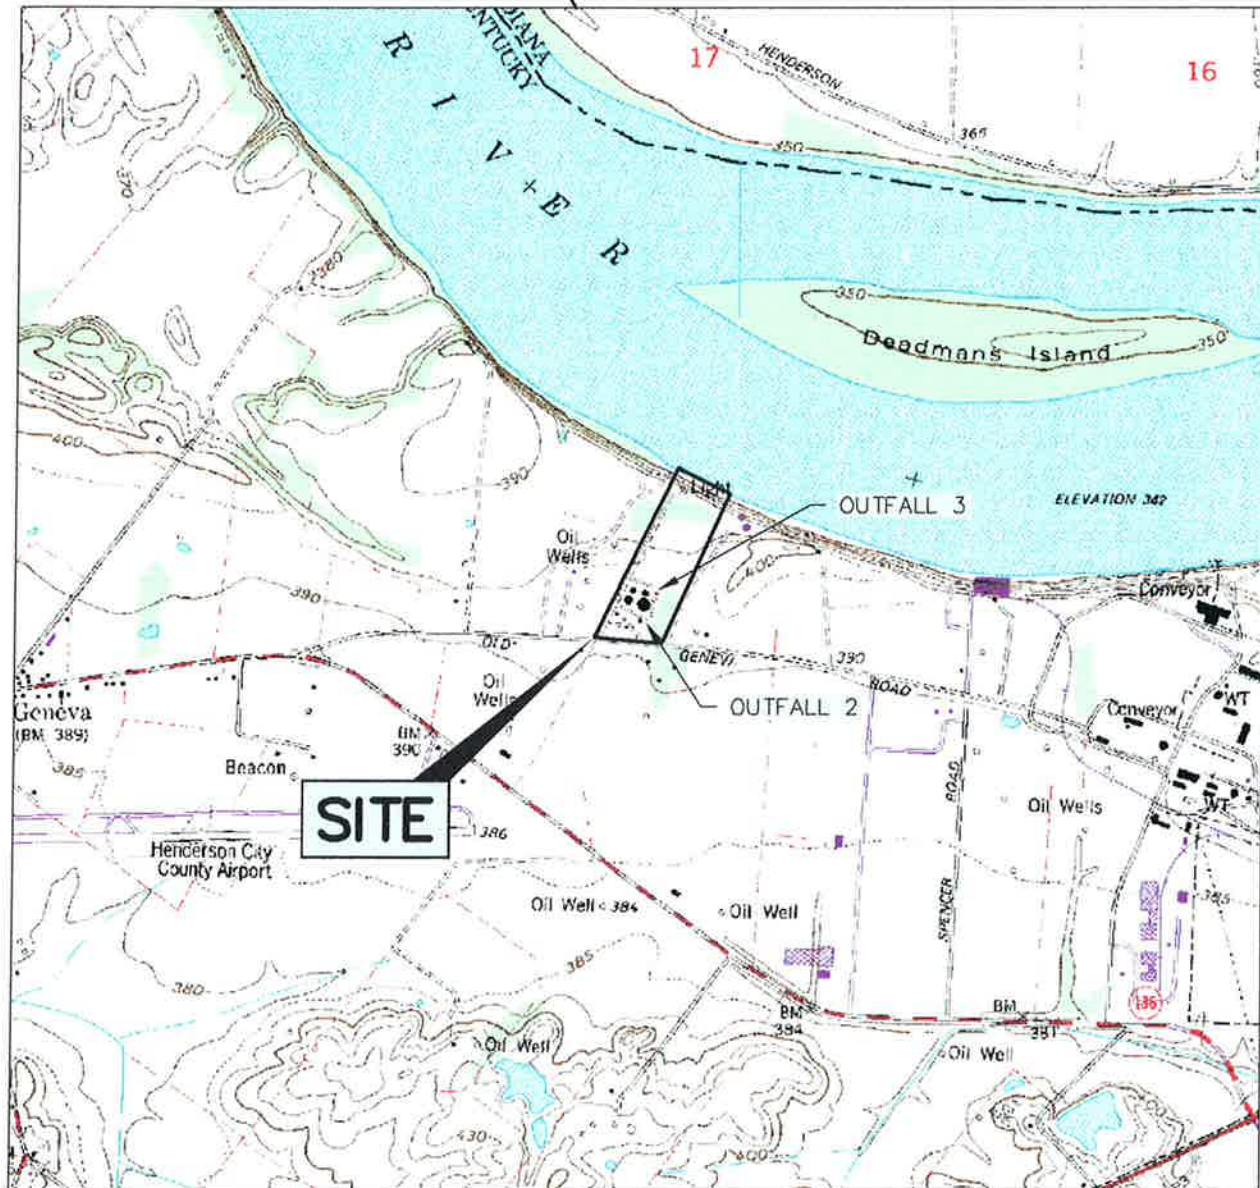 DIANA
ENTUCKY
R I V E R
17
16
HENDERSON
365
350
370
380
350
Deadmans Island
350
400
390
Light
OUTFALL 3
ELEVATION 342
Oil
Wells
400
Conveyor
390
OLD
GENEVA
390
ROAD
Oil
Wells
OUTFALL 2
WT
Conveyor
Geneva
(BM 389)
BM
390
385
Beacon
SITE
ROAD
Oil Wells
WT
386
Henderson City
County Airport
Oil Well
384
Oil Well
SPENCER
385
385
380
BM
384
BM
381
136
Oil Well
Oil Well
430
400